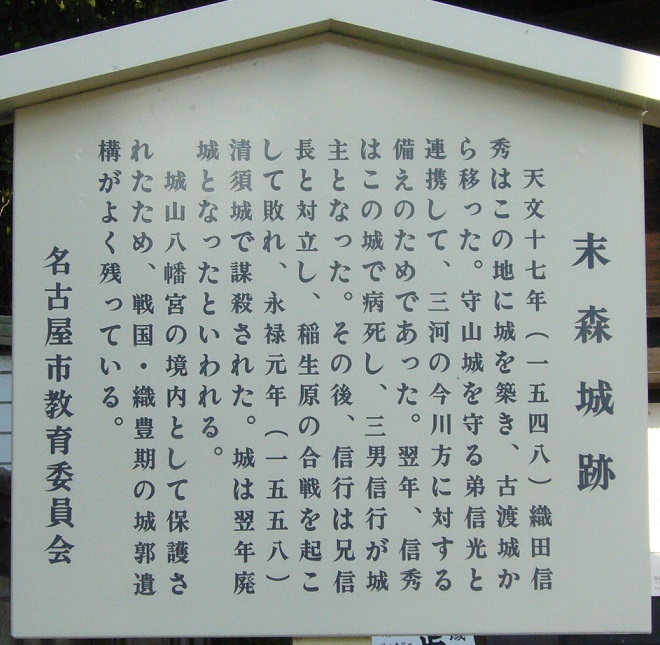 末森城跡
天文十七年（一五四八）織田信
秀はこの地に城を築き、古渡城か
ら移った。守山城を守る弟信光と
連携して、三河の今川方に対する
備えのためであった。翌年、信秀
はこの城で病死し、三男信行が城
主となった。その後、信行は兄信
長と対立し、稲生原の合戦を起こ
して敗れ、永禄元年（一五五八）
清須城で謀殺された。城は翌年廃
城となったといわれる。
城山八幡宮の境内として保護さ
れたため、戦国・織豊期の城郭遺
構がよく残っている。
名古屋市教育委員会